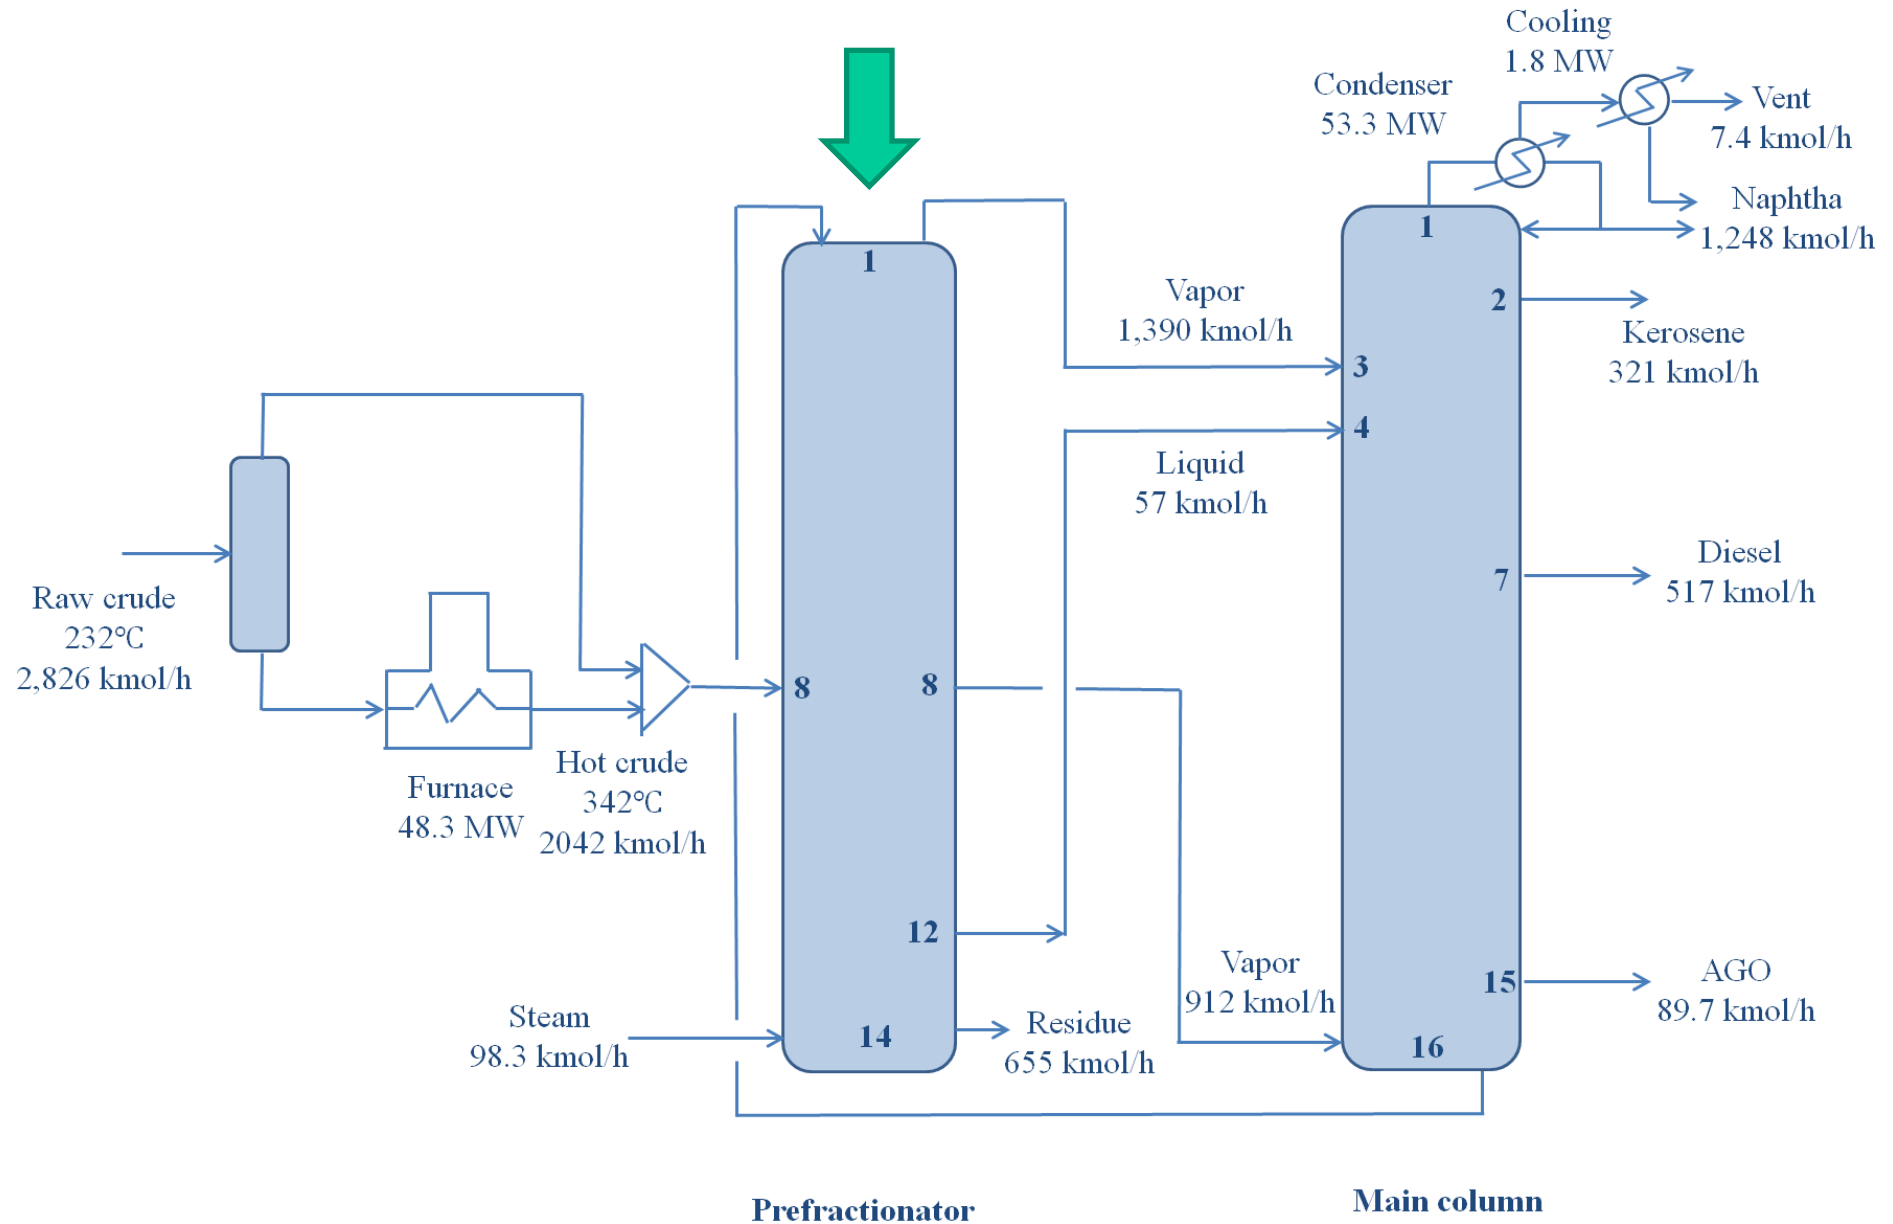 Cooling
1.8 MW
Condenser
53.3 MW
Vent
7.4 kmol/h
Naphtha
1,248 kmol/h
1
1
2
Kerosene
321 kmol/h
Vapor
1,390 kmol/h
3
4
Liquid
57 kmol/h
Raw crude
232℃
2,826 kmol/h
Diesel
517 kmol/h
7
8
8
Furnace
48.3 MW
Hot crude
342℃
2042 kmol/h
12
Vapor
912 kmol/h
15
AGO
89.7 kmol/h
Steam
98.3 kmol/h
14
Residue
655 kmol/h
16
Prefractionator
Main column